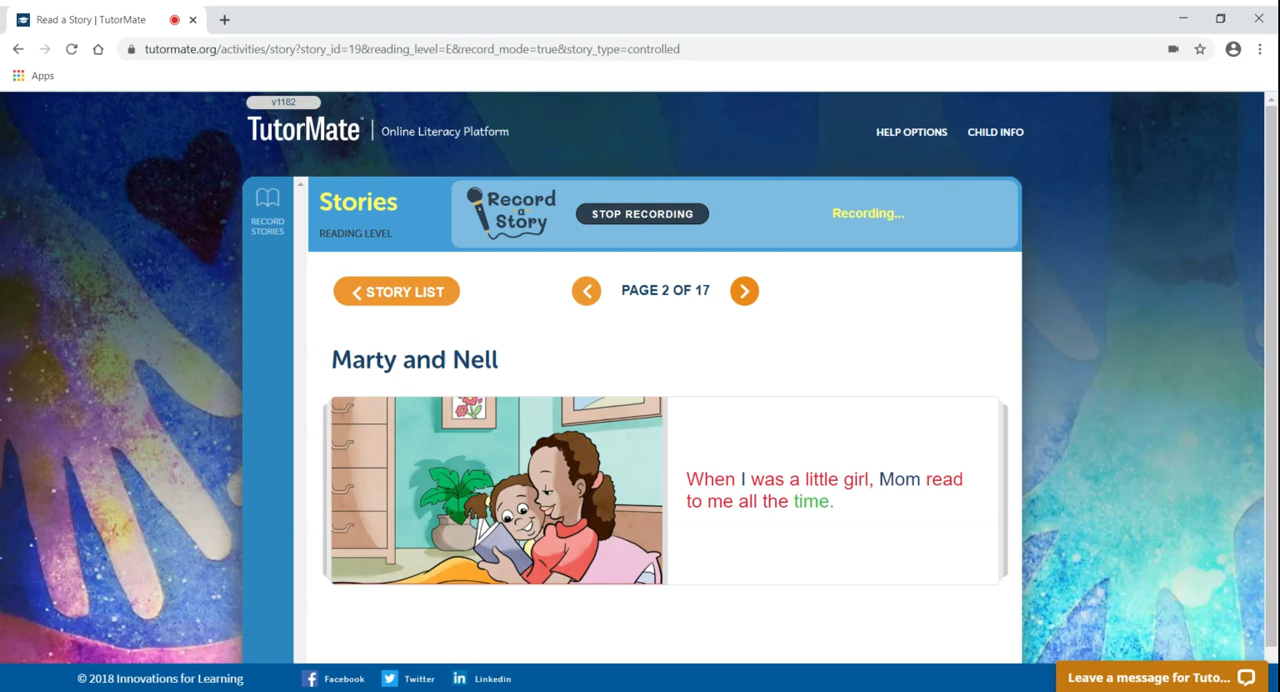 Read a Story | TutorMate
tutormate.org/activities/story?story_id=19&reading_level=E&record_mode=true&story_type=controlled
Apps
v1182
TutorMate™ | Online Literacy Platform
HELP OPTIONS
CHILD INFO
RECORD
STORIES
Stories
READING LEVEL
Record
a
Story
STOP RECORDING
Recording...
STORY LIST
PAGE 2 OF 17
Marty and Nell
When I was a little girl, Mom read
to me all the time.
© 2018 Innovations for Learning
Facebook
Twitter
in
Linkedin
Leave a message for Tuto...